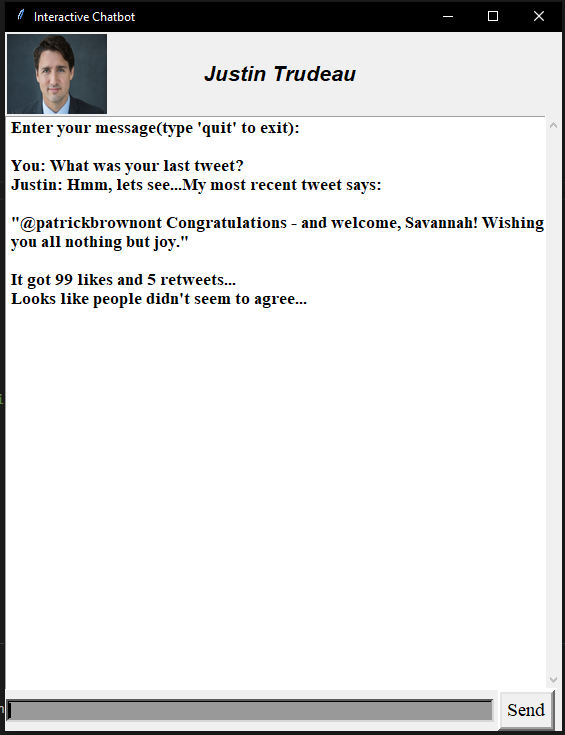 Interactive Chatbot
Justin Trudeau
Enter your message(type 'quit' to exit):
You: What was your last tweet?
Justin: Hmm, lets see...My most recent tweet says:
"@patrickbrownont Congratulations - and welcome, Savannah! Wishing
you all nothing but joy."
It got 99 likes and 5 retweets...
Looks like people didn't seem to agree...
Send